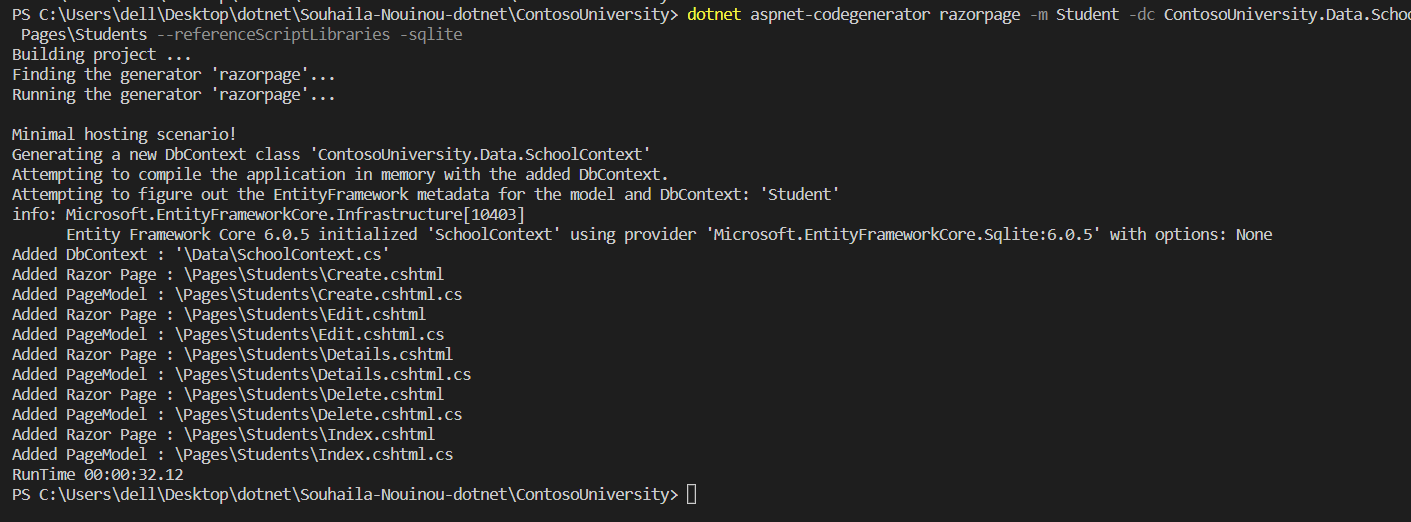 PS C:\Users\dell\Desktop\dotnet\Souhaila-Nouinou-dotnet\ContosoUniversity> dotnet aspnet-codegenerator razorpage -m Student -dc ContosoUniversity.Data.Schoo
Pages\Students --referenceScriptLibraries -sqlite
Building project ...
Finding the generator 'razorpage'...
Running the generator 'razorpage'...
Minimal hosting scenario!
Generating a new DbContext class 'ContosoUniversity.Data.SchoolContext'
Attempting to compile the application in memory with the added DbContext.
Attempting to figure out the EntityFramework metadata for the model and DbContext: 'Student'
info: Microsoft.EntityFrameworkCore.Infrastructure[10403]
Entity Framework Core 6.0.5 initialized 'SchoolContext' using provider 'Microsoft.EntityFrameworkCore.Sqlite:6.0.5' with options: None
Added DbContext : '\Data\SchoolContext.cs'
Added Razor Page : \Pages\Students\Create.cshtml
Added PageModel : \Pages\Students\Create.cshtml.cs
Added Razor Page : \Pages\Students\Edit.cshtml
Added PageModel : \Pages\Students\Edit.cshtml.cs
Added Razor Page : \Pages\Students\Details.cshtml
Added PageModel : \Pages\Students\Details.cshtml.cs
Added Razor Page : \Pages\Students\Delete.cshtml
Added PageModel : \Pages\Students\Delete.cshtml.cs
Added Razor Page : \Pages\Students\Index.cshtml
Added PageModel : \Pages\Students\Index.cshtml.cs
RunTime 00:00:32.12
PS C:\Users\dell\Desktop\dotnet\Souhaila-Nouinou-dotnet\ContosoUniversity>